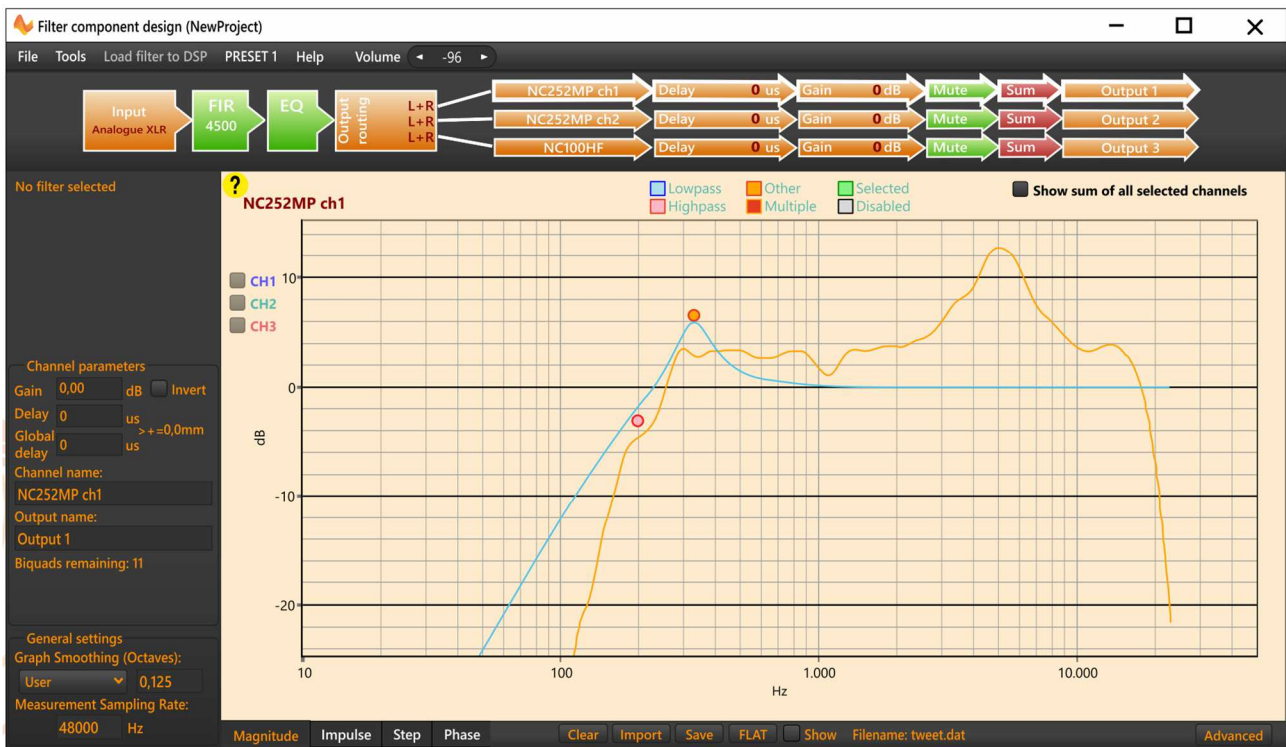 Filter component design (NewProject)
File Tools Load filter to DSP PRESET 1 Help Volume -96
Input
Analogue XLR
FIR
4500
EQ
Output
routing
L+R
L+R
L+R
NC252MP ch1 Delay 0 us Gain 0 dB Mute Sum Output 1
NC252MP ch2 Delay 0 us Gain 0 dB Mute Sum Output 2
NC100HF Delay 0 us Gain 0 dB Mute Sum Output 3
No filter selected
Channel parameters
Gain 0,00 dB Invert
Delay 0 us
Global
delay 0 us
>+=0,0mm
Channel name:
NC252MP ch1
Output name:
Output 1
Biquads remaining: 11
General settings
Graph Smoothing (Octaves):
User 0,125
Measurement Sampling Rate:
48000 Hz
?
NC252MP ch1
Lowpass Other Selected
Highpass Multiple Disabled
Show sum of all selected channels
CH1
CH2
CH3
10
0
-10
-20
dB
10 100 1.000 10.000
Hz
Magnitude Impulse Step Phase Clear Import Save FLAT Show Filename: tweet.dat Advanced